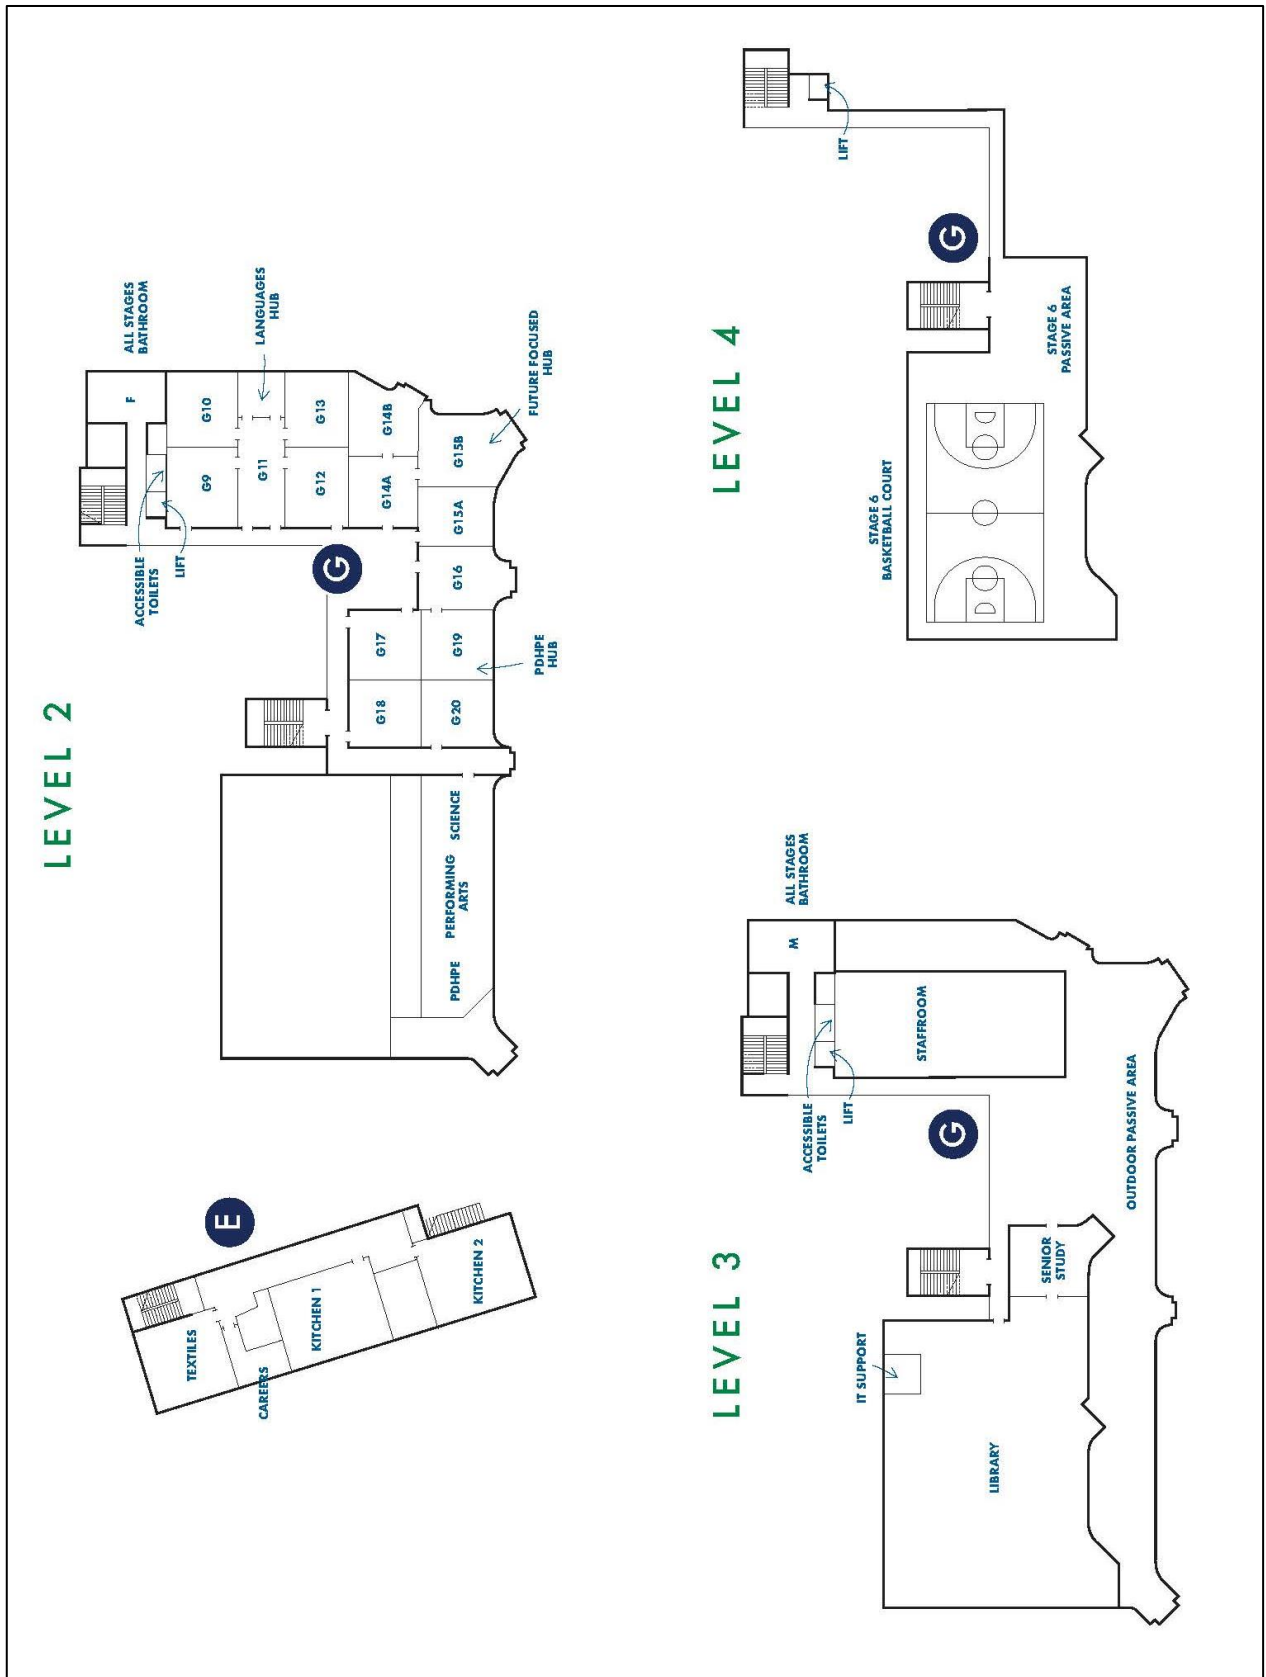 LEVEL 2
E
TEXTILES
CAREERS
KITCHEN 1
KITCHEN 2
ALL STAGES
BATHROOM
F
ACCESSIBLE
TOILETS
LIFT
G9
G10
LANGUAGES
HUB
G11
G12
G13
G
G14A
G14B
G18
G17
PDHPE
PERFORMING
ARTS
SCIENCE
G20
G19
G16
G15A
G15B
PDHPE
HUB
FUTURE FOCUSED
HUB
LEVEL 3
ALL STAGES
BATHROOM
M
ACCESSIBLE
TOILETS
LIFT
IT SUPPORT
STAFFROOM
G
LIBRARY
SENIOR
STUDY
OUTDOOR PASSIVE AREA
LEVEL 4
LIFT
STAGE 6
BASKETBALL COURT
G
STAGE 6
PASSIVE AREA